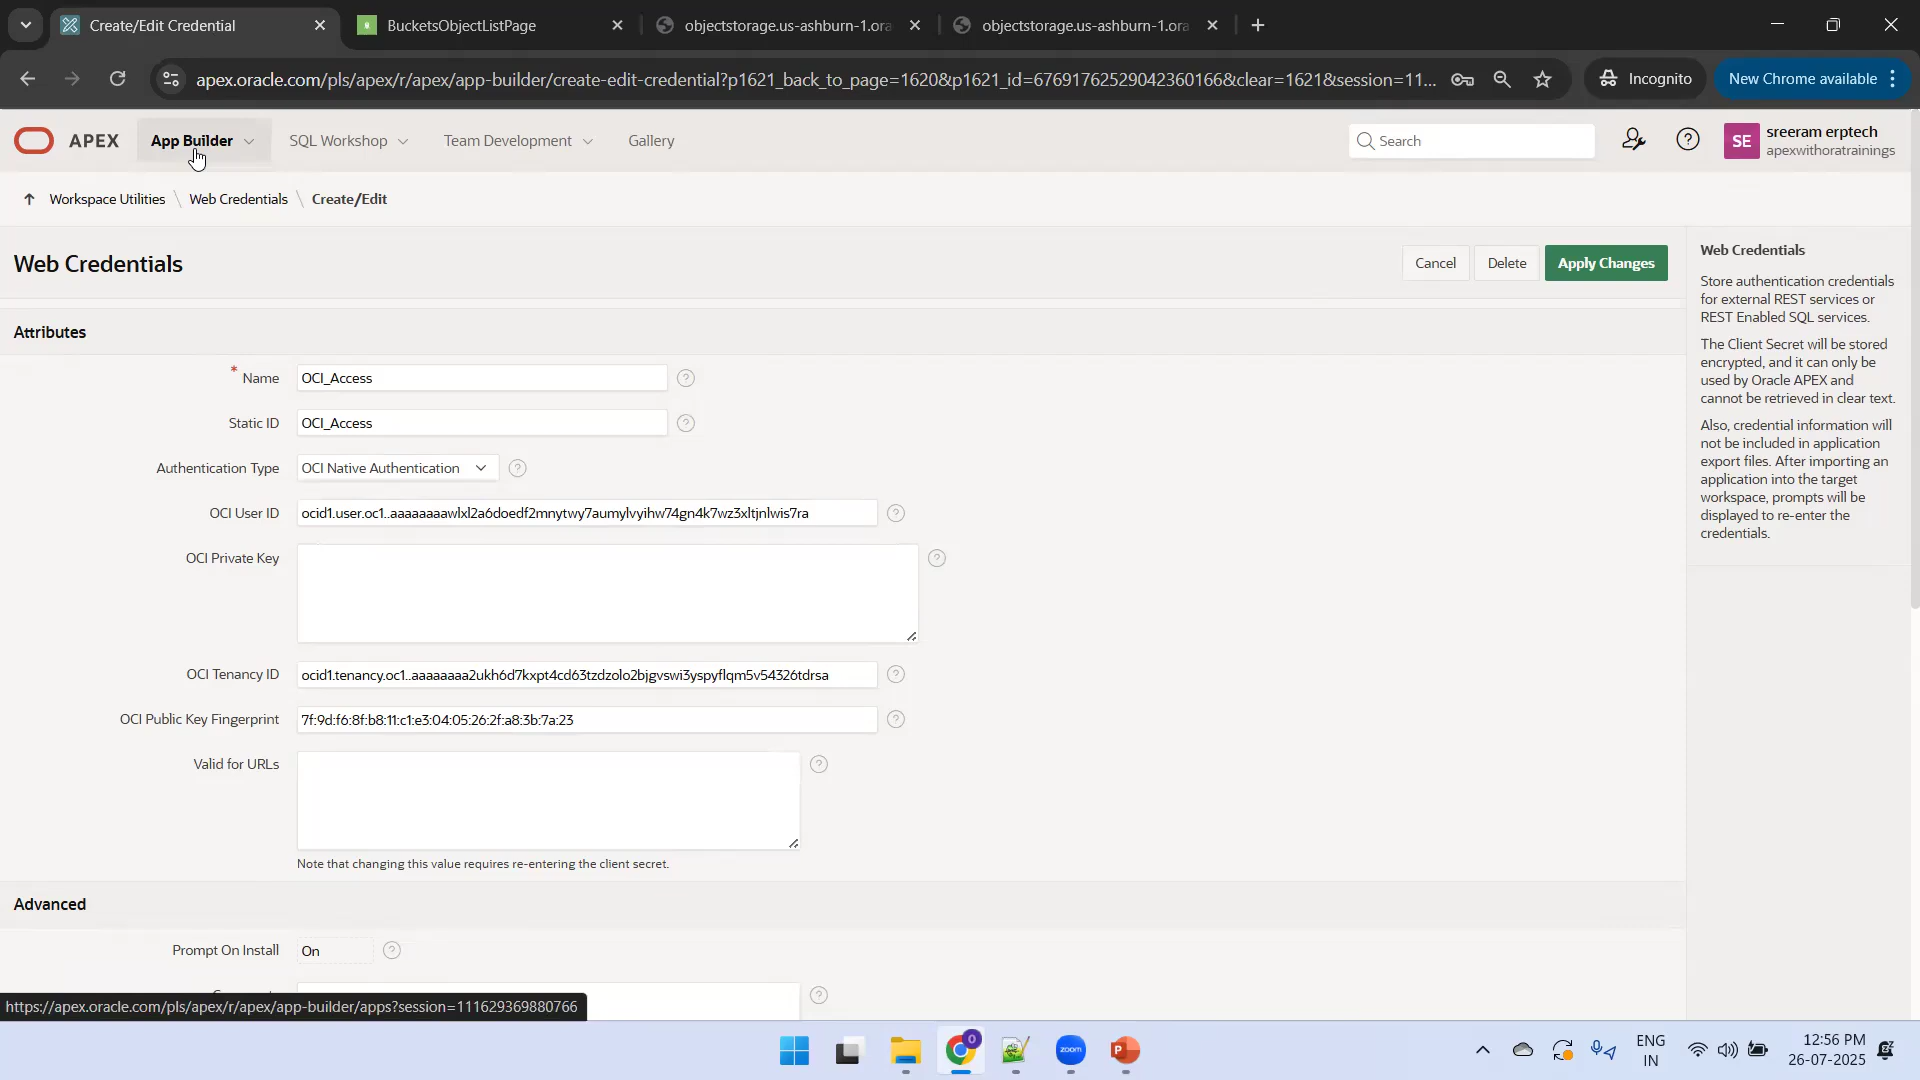 Create/Edit Credential
BucketsObjectListPage
objectstorage.us-ashburn-1.ora
objectstorage.us-ashburn-1.ora
apex.oracle.com/pls/apex/r/apex/app-builder/create-edit-credential?p1621_back_to_page=1620&p1621_id=67691762529042360166&clear=1621&session=11...
Incognito
New Chrome available
APEX
App Builder
SQL Workshop
Team Development
Gallery
Search
SE
sreeram erptech
apexwithoratrainings
Workspace Utilities \ Web Credentials \ Create/Edit
Web Credentials
Cancel
Delete
Apply Changes
Attributes
* Name
OCI_Access
Static ID
OCI_Access
Authentication Type
OCI Native Authentication
OCI User ID
ocid1.user.oc1..aaaaaaaawlxl2a6doedf2mnytwy7aumylvyihw74gn4k7wz3xltjnlwis7ra
OCI Private Key
OCI Tenancy ID
ocid1.tenancy.oc1..aaaaaaaa2ukh6d7kxpt4cd63tzdzolo2bjgvswi3yspyflqm5v54326tdrsa
OCI Public Key Fingerprint
7f:9d:f6:8f:b8:11:c1:e3:04:05:26:2f:a8:3b:7a:23
Valid for URLs
Note that changing this value requires re-entering the client secret.
Advanced
Prompt On Install
On
Web Credentials
Store authentication credentials
for external REST services or
REST Enabled SQL services.
The Client Secret will be stored
encrypted, and it can only be
used by Oracle APEX and
cannot be retrieved in clear text.
Also, credential information will
not be included in application
export files. After importing an
application into the target
workspace, prompts will be
displayed to re-enter the
credentials.
https://apex.oracle.com/pls/apex/r/apex/app-builder/apps?session=111629369880766
zoom
ENG
IN
12:56 PM
26-07-2025